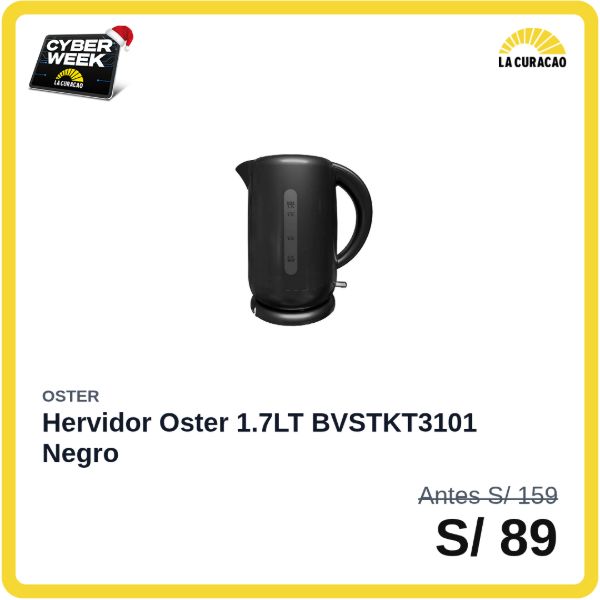 CYBER
WEEK
LA CURACAO
LA CURACAO
OSTER
Hervidor Oster 1.7LT BVSTKT3101
Negro
Antes S/ 159
S/ 89